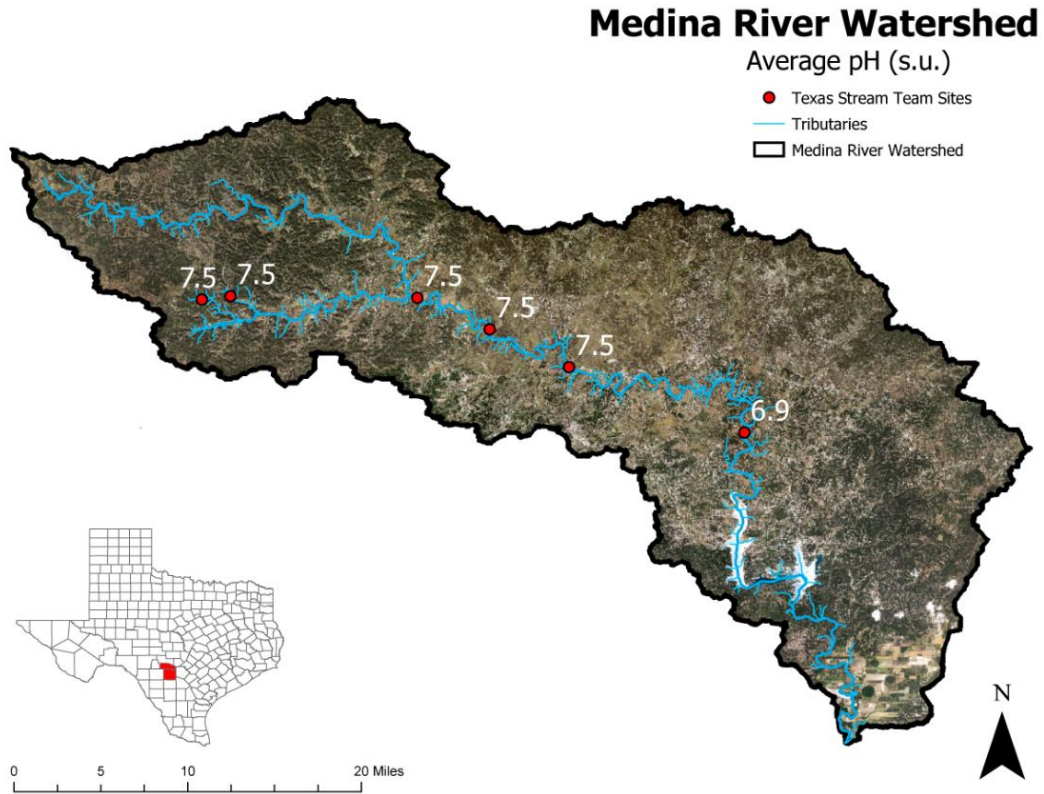 Medina River Watershed
Average pH (s.u.)
Texas Stream Team Sites
Tributaries
Medina River Watershed
7.5
7.5
7.5
7.5
7.5
6.9
N
0 5 10 20 Miles